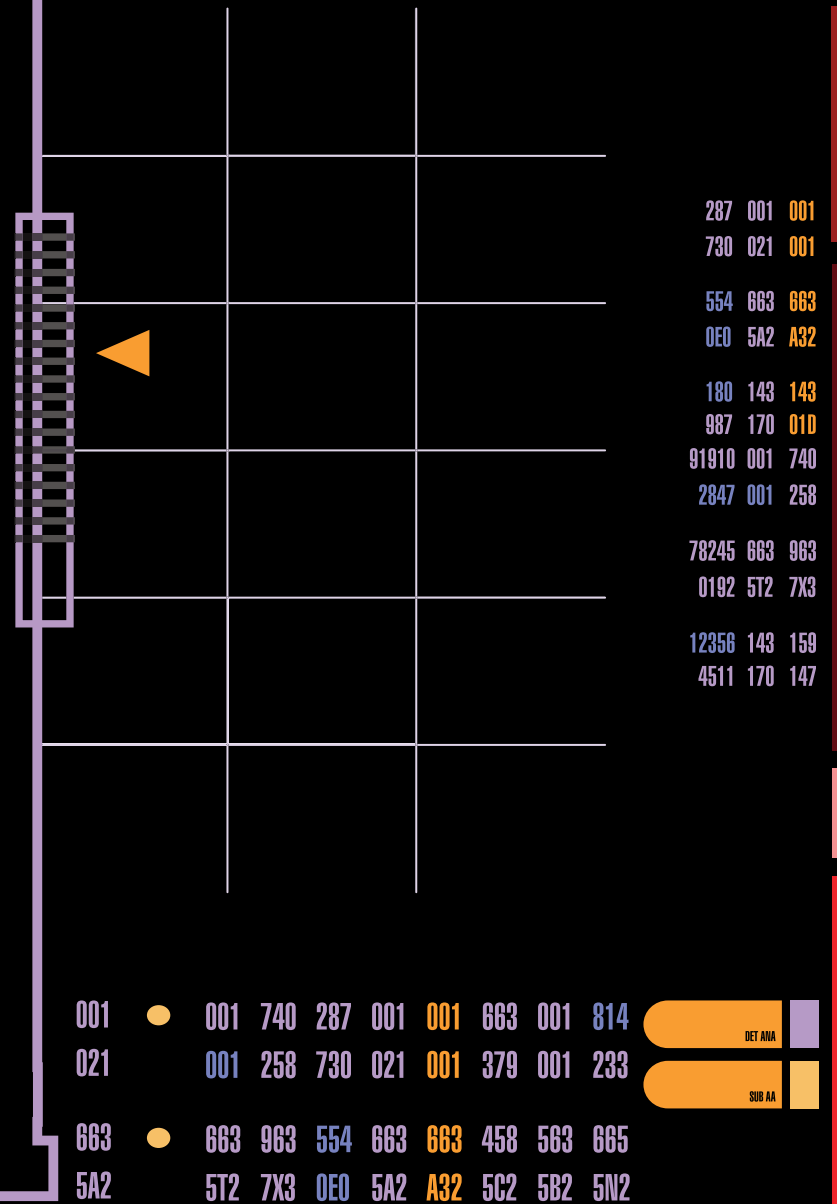 287 001 001
730 021 001
554 663 663
0E0 5A2 A32
180 143 143
987 170 01D
91910 001 740
2847 001 258
78245 663 963
0192 5T2 7X3
12356 143 159
4511 170 147
001 001 740 287 001 001 663 001 814
DET ANA
021 001 258 730 021 001 379 001 233
SUB AA
663 663 963 554 663 663 458 563 665
5A2 5T2 7X3 0E0 5A2 A32 5C2 5B2 5N2